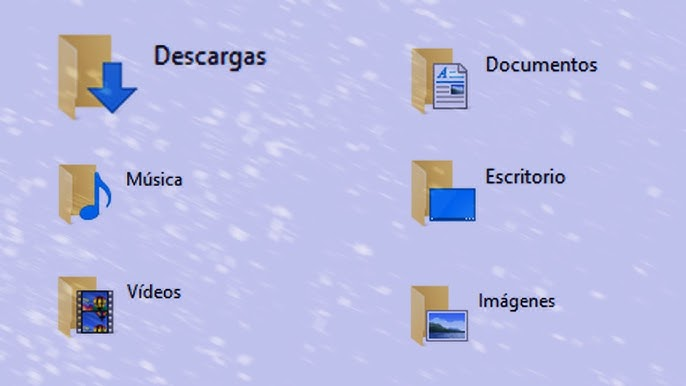 Descargas
Documentos
Música
Escritorio
Vídeos
Imágenes